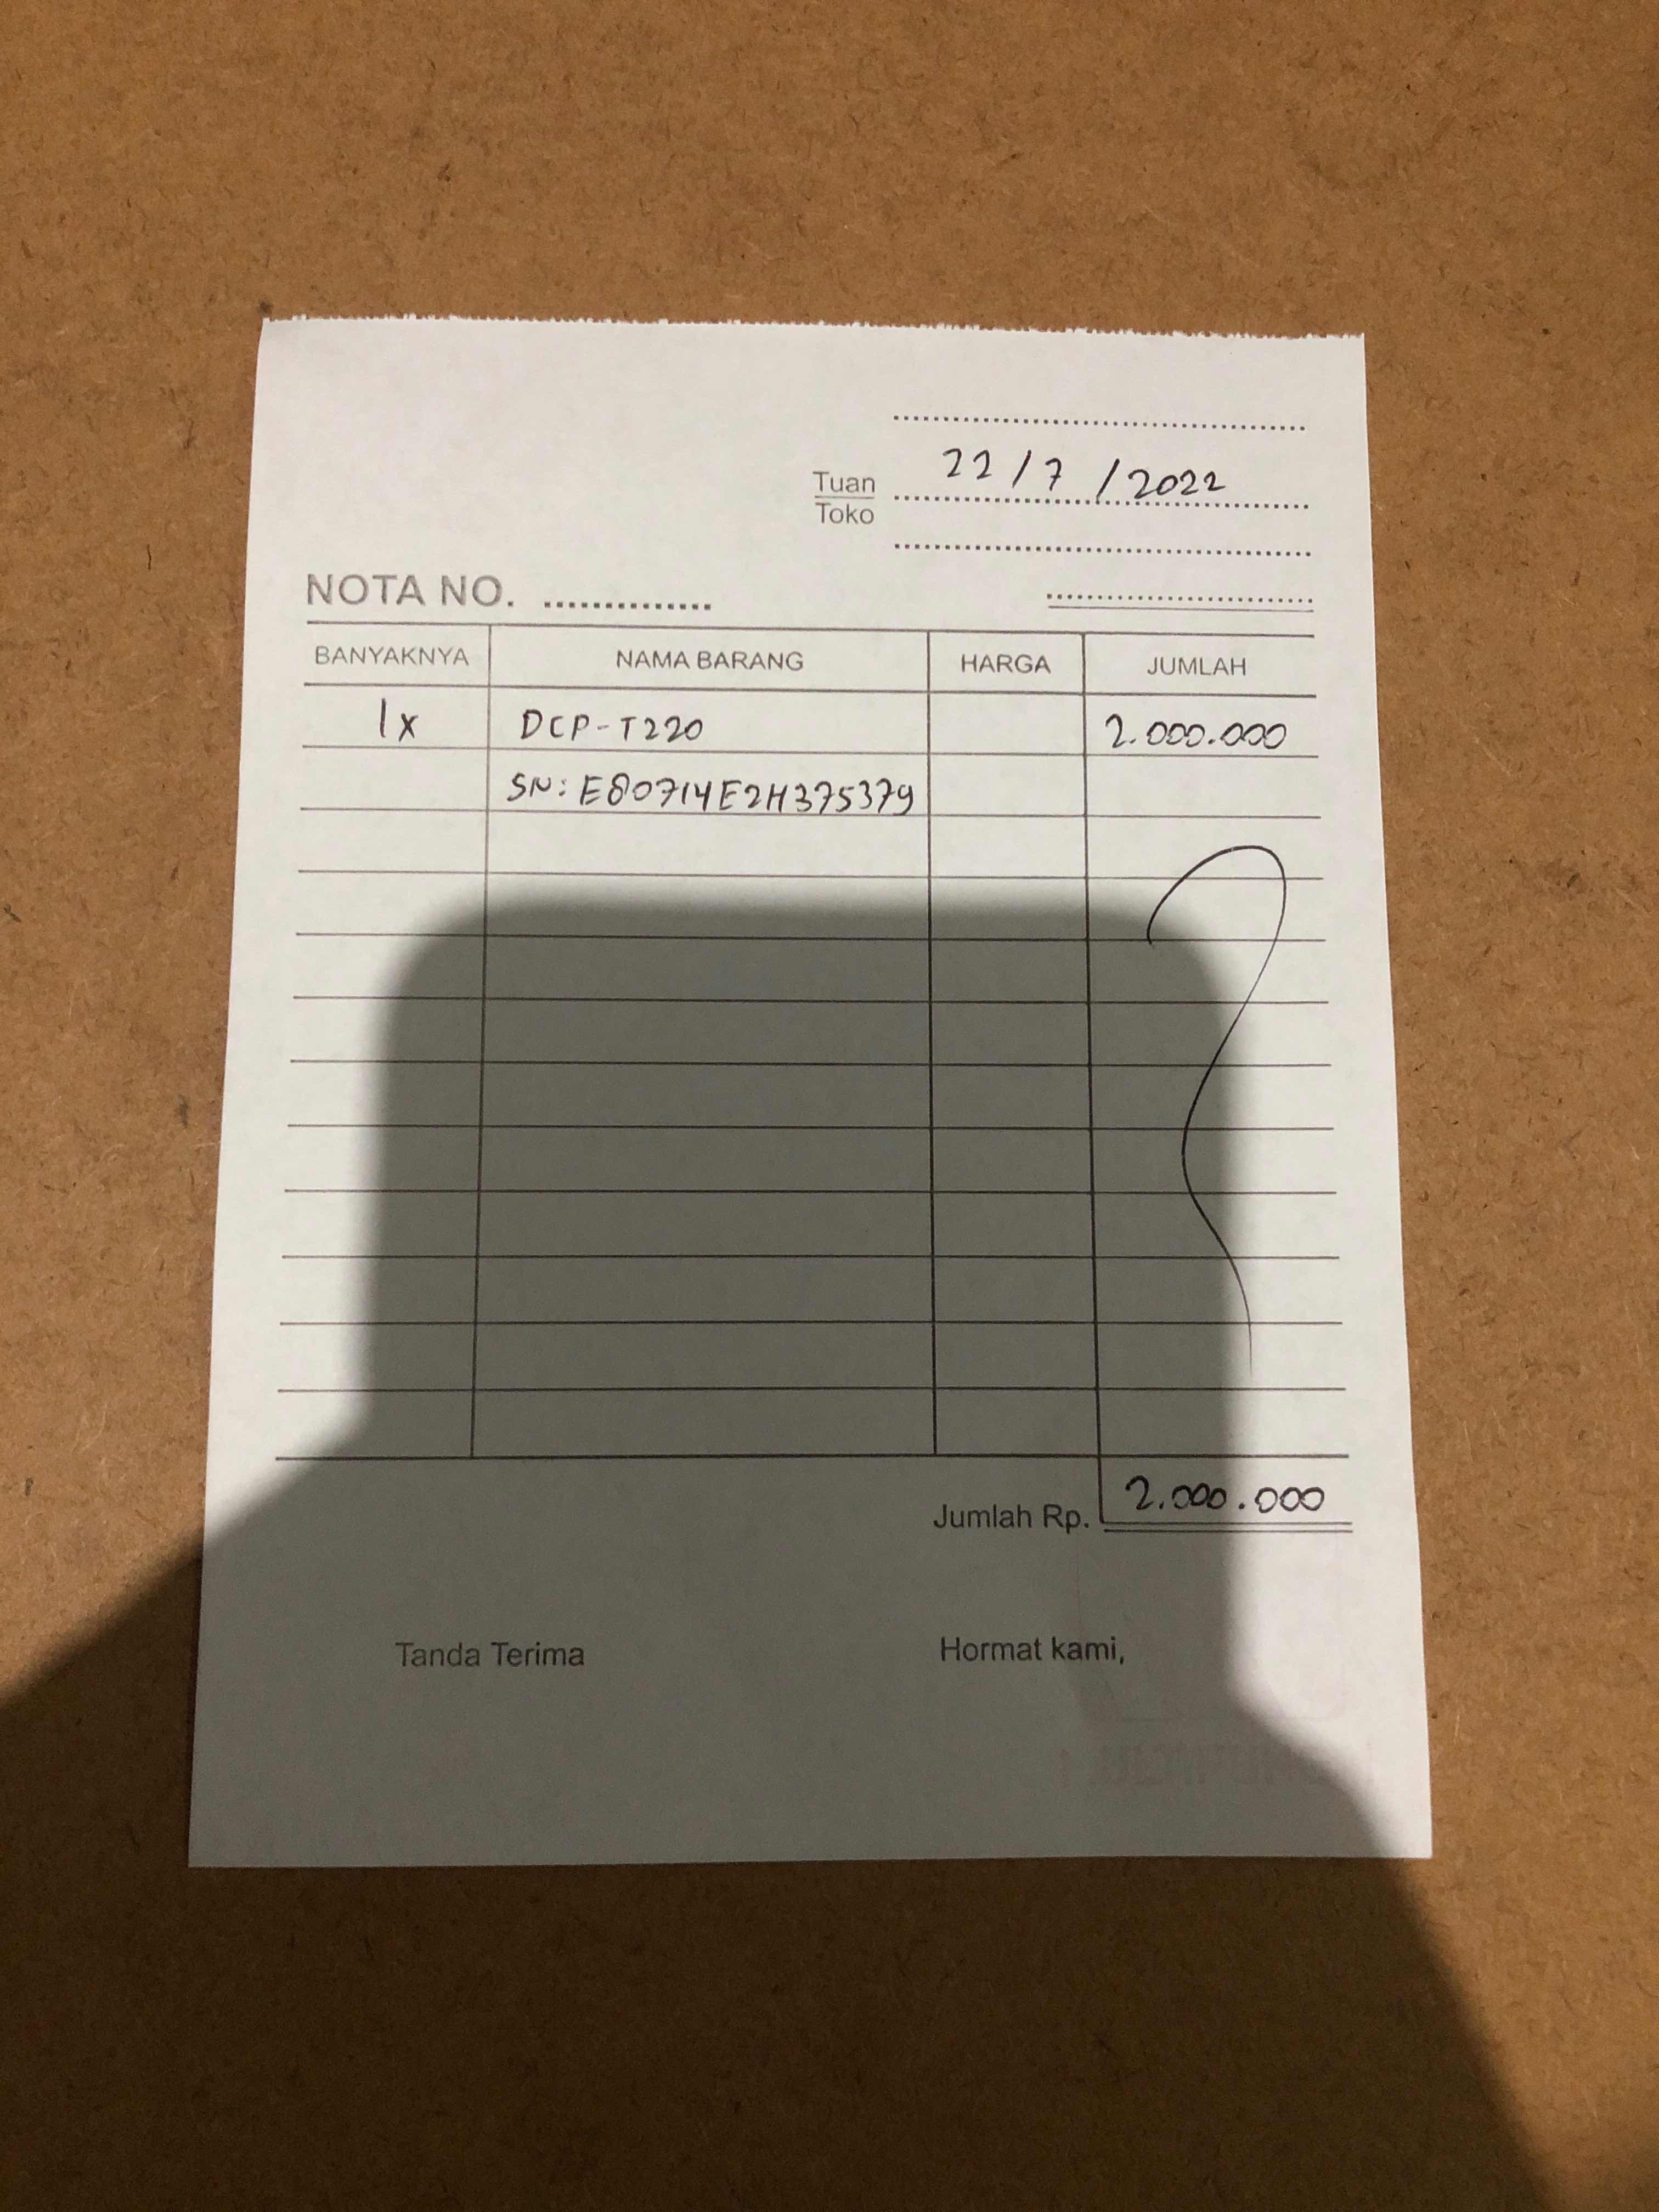 22/7/2022
Tuan
Toko
NOTA NO. ..............
BANYAKNYA NAMA BARANG HARGA JUMLAH
1x DCP-T220 2.000.000
SN: E80714E2H375379
Jumlah Rp. 2.000.000
Tanda Terima Hormat kami,